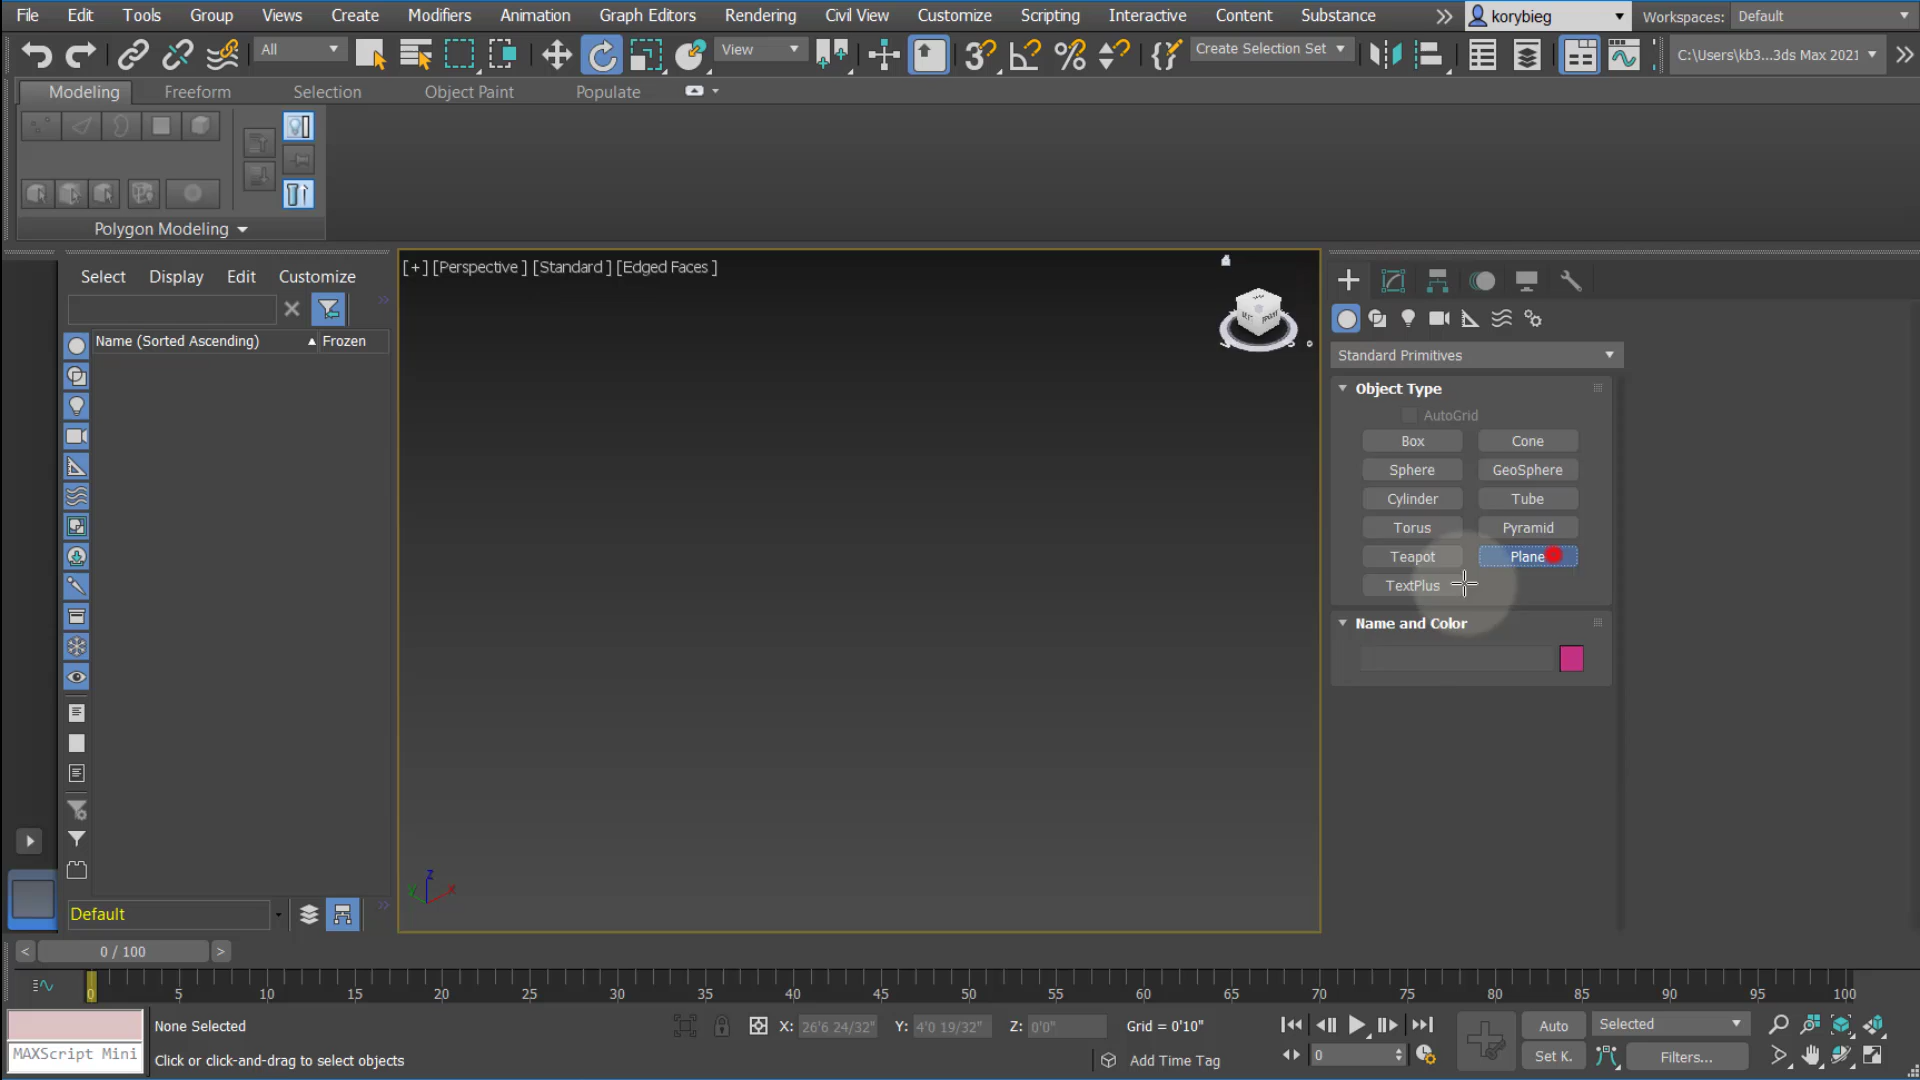 File Edit Tools Group Views Create Modifiers Animation Graph Editors Rendering Civil View Customize Scripting Interactive Content Substance korybieg Workspaces: Default
All View Create Selection Set C:\Users\kb3...3ds Max 2021
Modeling Freeform Selection Object Paint Populate
Polygon Modeling
Select Display Edit Customize
Name (Sorted Ascending) Frozen
[+] [Perspective ] [Standard ] [Edged Faces ]
Standard Primitives
Object Type
AutoGrid
Box Cone
Sphere GeoSphere
Cylinder Tube
Torus Pyramid
Teapot Plane
TextPlus
Name and Color
z
y x
Default
< 0 / 100 >
0 5 10 15 20 25 30 35 40 45 50 55 60 65 70 75 80 85 90 95 100
None Selected X: 26'6 24/32" Y: 4'0 19/32" Z: 0'0" Grid = 0'10" Auto Selected
MAXScript Mini Click or click-and-drag to select objects Add Time Tag 0 Set K. Filters...